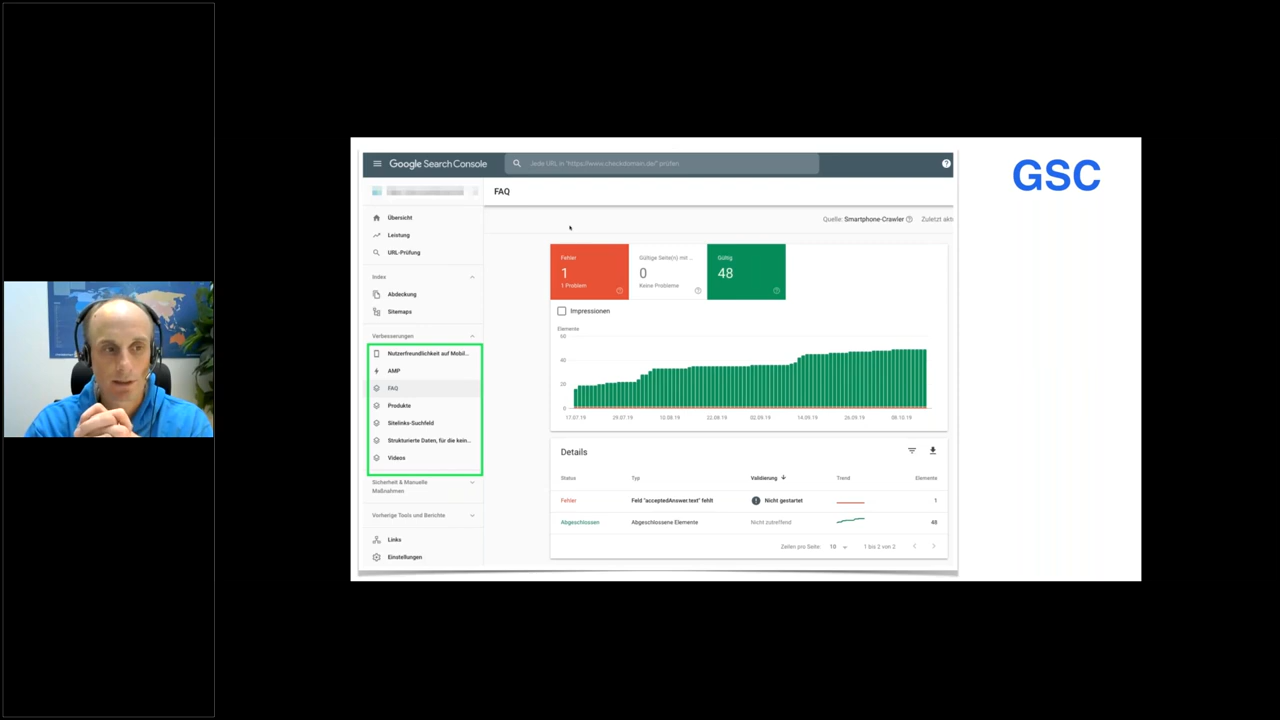 GSC
Google Search Console
Jede URL in "https://www.checkdomain.de/" prüfen
FAQ
Übersicht
Leistung
URL-Prüfung
Index
Abdeckung
Sitemaps
Verbesserungen
Nutzerfreundlichkeit auf Mobil...
AMP
FAQ
Produkte
Sitelinks-Suchfeld
Strukturierte Daten, für die kein...
Videos
Sicherheit & Manuelle
Maßnahmen
Vorherige Tools und Berichte
Links
Einstellungen
Quelle: Smartphone-Crawler
Zuletzt akt
Fehler
1
1 Problem
Gültige Seite(n) mit ...
0
Keine Probleme
Gültig
48
Impressionen
Elemente
60
40
20
0
17.07.19 29.07.19 10.08.19 22.08.19 02.09.19 14.09.19 26.09.19 08.10.19
Details
Status Typ Validierung Trend Elemente
Fehler Feld "acceptedAnswer.text" fehlt Nicht gestartet 1
Abgeschlossen Abgeschlossene Elemente Nicht zutreffend 48
Zeilen pro Seite: 10 1 bis 2 von 2